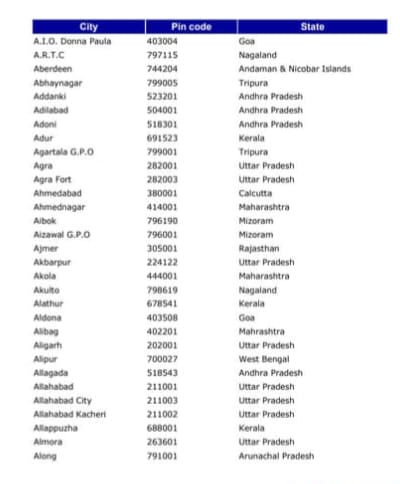 City Pin code State
A.I.O. Donna Paula 403004 Goa
A.R.T.C 797115 Nagaland
Aberdeen 744204 Andaman & Nicobar Islands
Abhaynagar 799005 Tripura
Addanki 523201 Andhra Pradesh
Adilabad 504001 Andhra Pradesh
Adoni 518301 Andhra Pradesh
Adur 691523 Kerala
Agartala G.P.O 799001 Tripura
Agra 282001 Uttar Pradesh
Agra Fort 282003 Uttar Pradesh
Ahmedabad 380001 Calcutta
Ahmednagar 414001 Maharashtra
Aibok 796190 Mizoram
Aizawal G.P.O 796001 Mizoram
Ajmer 305001 Rajasthan
Akbarpur 224122 Uttar Pradesh
Akola 444001 Maharashtra
Akulto 798619 Nagaland
Alathur 678541 Kerala
Aldona 403508 Goa
Alibag 402201 Mahrashtra
Aligarh 202001 Uttar Pradesh
Alipur 700027 West Bengal
Allagada 518543 Andhra Pradesh
Allahabad 211001 Uttar Pradesh
Allahabad City 211003 Uttar Pradesh
Allahabad Kacheri 211002 Uttar Pradesh
Allappuzha 688001 Kerala
Almora 263601 Uttar Pradesh
Along 791001 Arunachal Pradesh